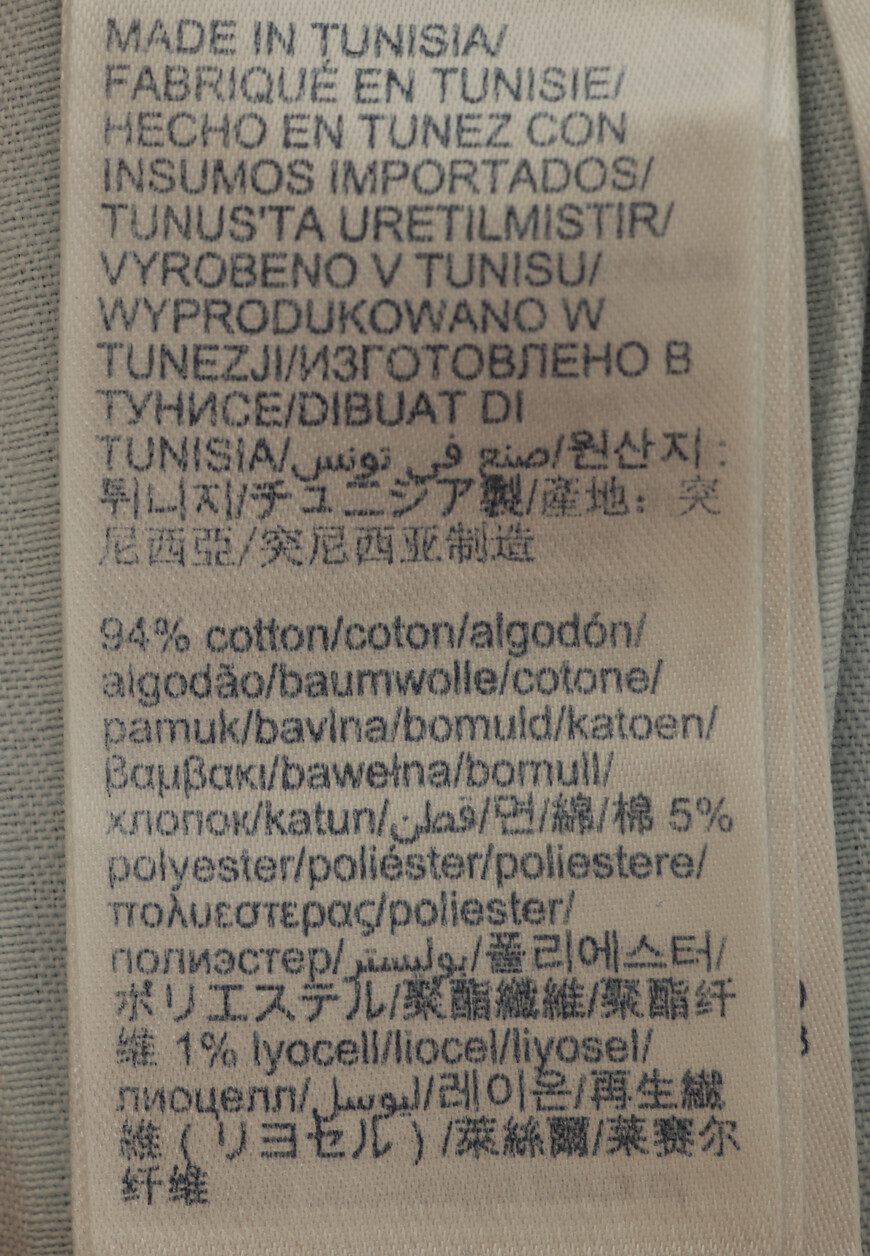 MADE IN TUNISIA/
FABRIQUÉ EN TUNISIE/
HECHO EN TUNEZ CON
INSUMOS IMPORTADOS/
TUNUS'TA URETILMISTIR/
VYROBENO V TUNISU/
WYPRODUKOWANO W
TUNEZJI/ИЗГОТОВЛЕНО В
ТУНИСЕ/DIBUAT DI
TUNISIA/صنع في تونس/원산지 :
튀니지/チュニジア製/產地：突
尼西亞/突尼西亚制造
94% cotton/coton/algodón/
algodão/baumwolle/cotone/
pamuk/bavlna/bomuld/katoen/
βαμβακι/bawełna/bomull/
хлопок/katun/قطن/면/綿/棉 5%
polyester/poliéster/poliestere/
πολυεστερας/poliester/
полиэстер/بوليستر/폴리에스터/
ポリエステル/聚酯纖維/聚酯纤
维 1% lyocell/liocel/liyosel/
лиоцелл/ليوسل/레이온/再生繊
維 ( リヨセル ) /萊絲爾/莱赛尔
纤维